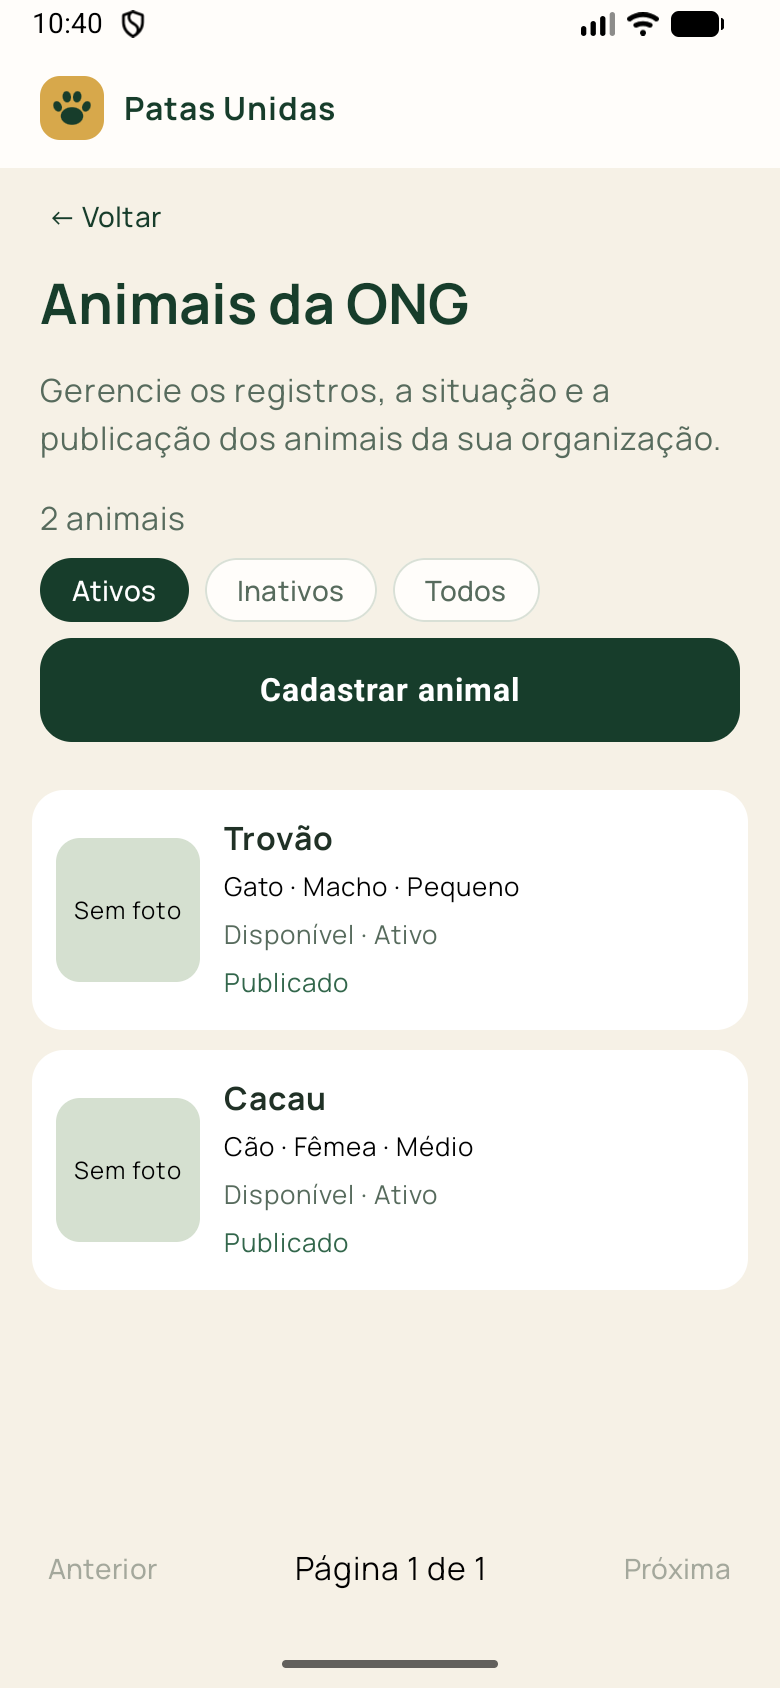 10:40
Patas Unidas
← Voltar
Animais da ONG
Gerencie os registros, a situação e a
publicação dos animais da sua organização.
2 animais
Ativos Inativos Todos
Cadastrar animal
Sem foto
Trovão
Gato · Macho · Pequeno
Disponível · Ativo
Publicado
Sem foto
Cacau
Cão · Fêmea · Médio
Disponível · Ativo
Publicado
Anterior Página 1 de 1 Próxima